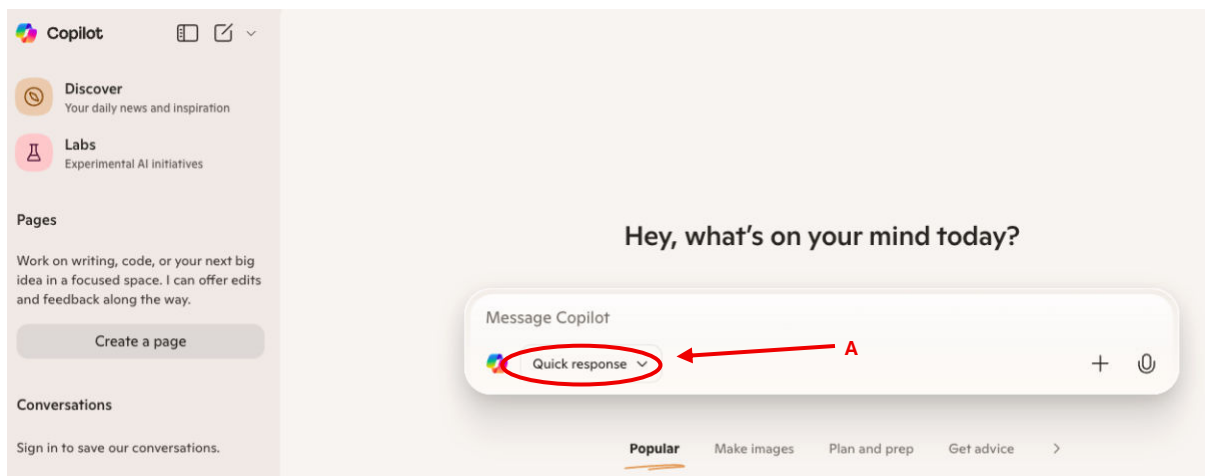 Copilot
Discover
Your daily news and inspiration
Labs
Experimental AI initiatives
Pages
Work on writing, code, or your next big
idea in a focused space. I can offer edits
and feedback along the way.
Create a page
Conversations
Sign in to save our conversations.
Hey, what's on your mind today?
Message Copilot
Quick response
A
Popular Make images Plan and prep Get advice